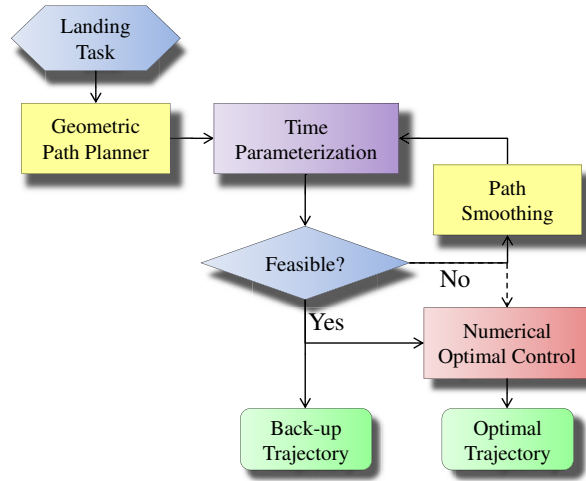 Landing
Task
Geometric
Path Planner
Time
Parameterization
Path
Smoothing
Feasible?
No
Yes
Numerical
Optimal Control
Back-up
Trajectory
Optimal
Trajectory